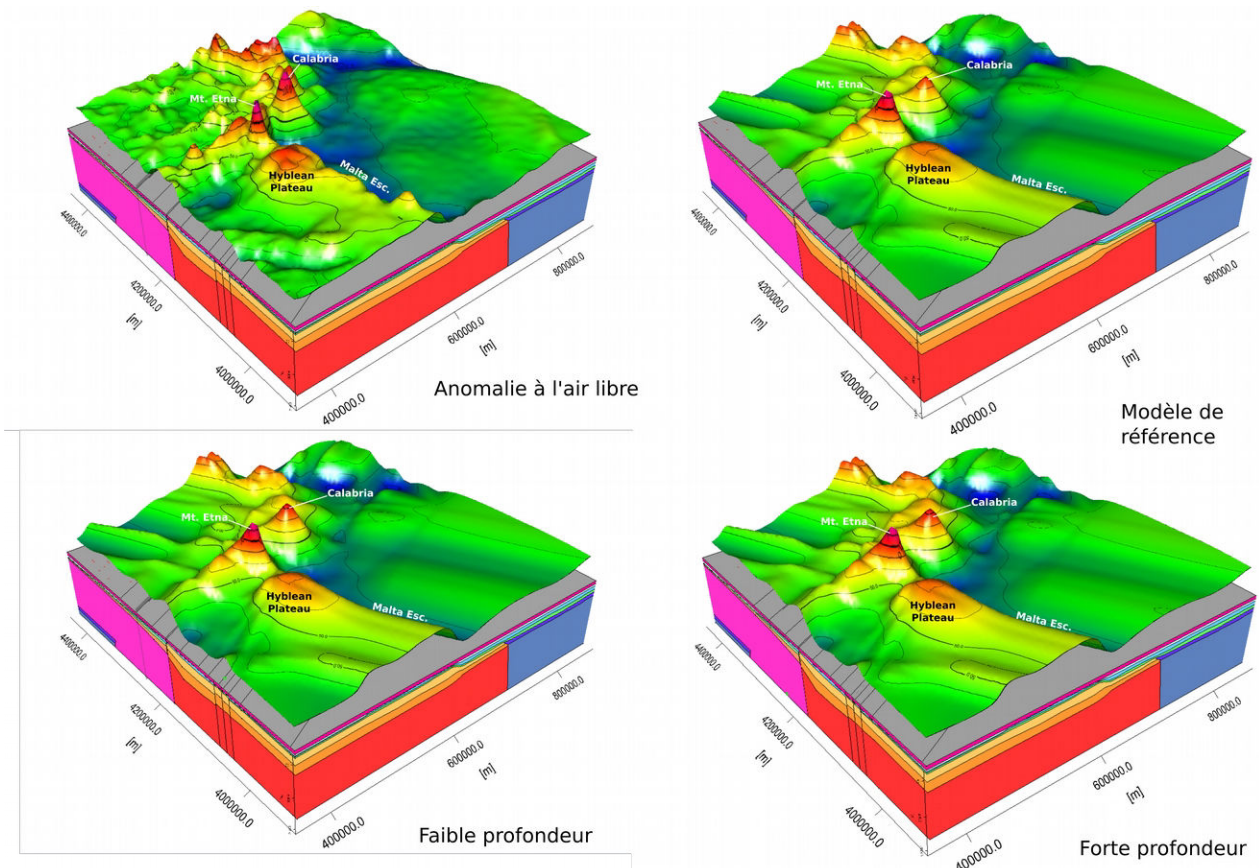 Calabria
Mt. Etna
Hyblean
Plateau
Malta Esc.
4400000.0
4200000.0
[m]
4000000.0
400000.0
600000.0
[m]
800000.0
Anomalie à l'air libre
Calabria
Mt. Etna
Hyblean
Plateau
Malta Esc.
4400000.0
4200000.0
[m]
4000000.0
400000.0
600000.0
[m]
800000.0
Modèle de
référence
Calabria
Mt. Etna
Hyblean
Plateau
Malta Esc.
4400000.0
4200000.0
[m]
4000000.0
400000.0
600000.0
[m]
800000.0
Faible profondeur
Calabria
Mt. Etna
Hyblean
Plateau
Malta Esc.
4400000.0
4200000.0
[m]
4000000.0
400000.0
600000.0
[m]
800000.0
Forte profondeur